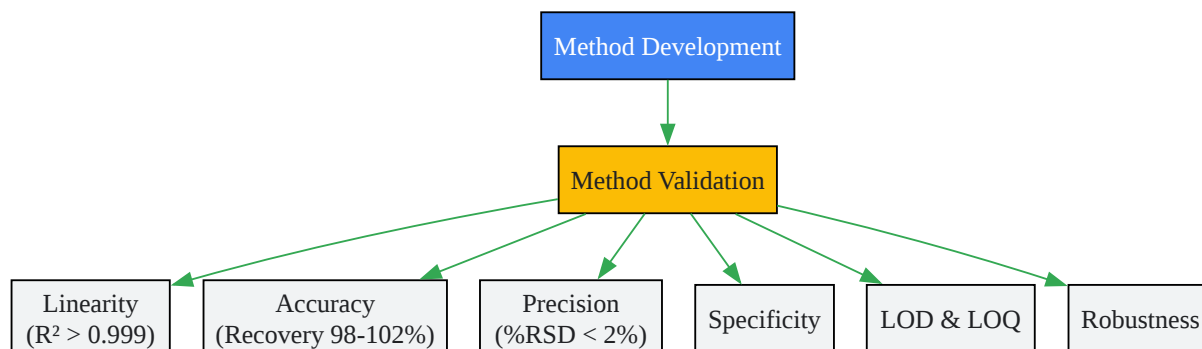 Method Development
Method Validation
Linearity
(R² > 0.999)
Accuracy
(Recovery 98-102%)
Precision
(%RSD < 2%)
Specificity
LOD & LOQ
Robustness